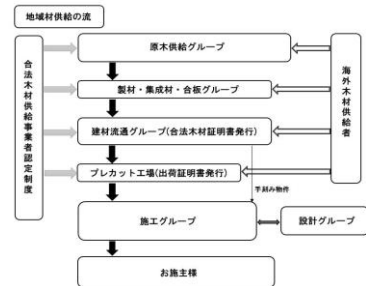 地域材供給の流
原木供給グループ
製材・集成材・合板グループ
建材流通グループ(合法木材証明書発行)
プレカット工場(出荷証明書発行)
手刻み物件
施工グループ
設計グループ
お施主様
合法木材供給事業者認定制度
海外木材供給者